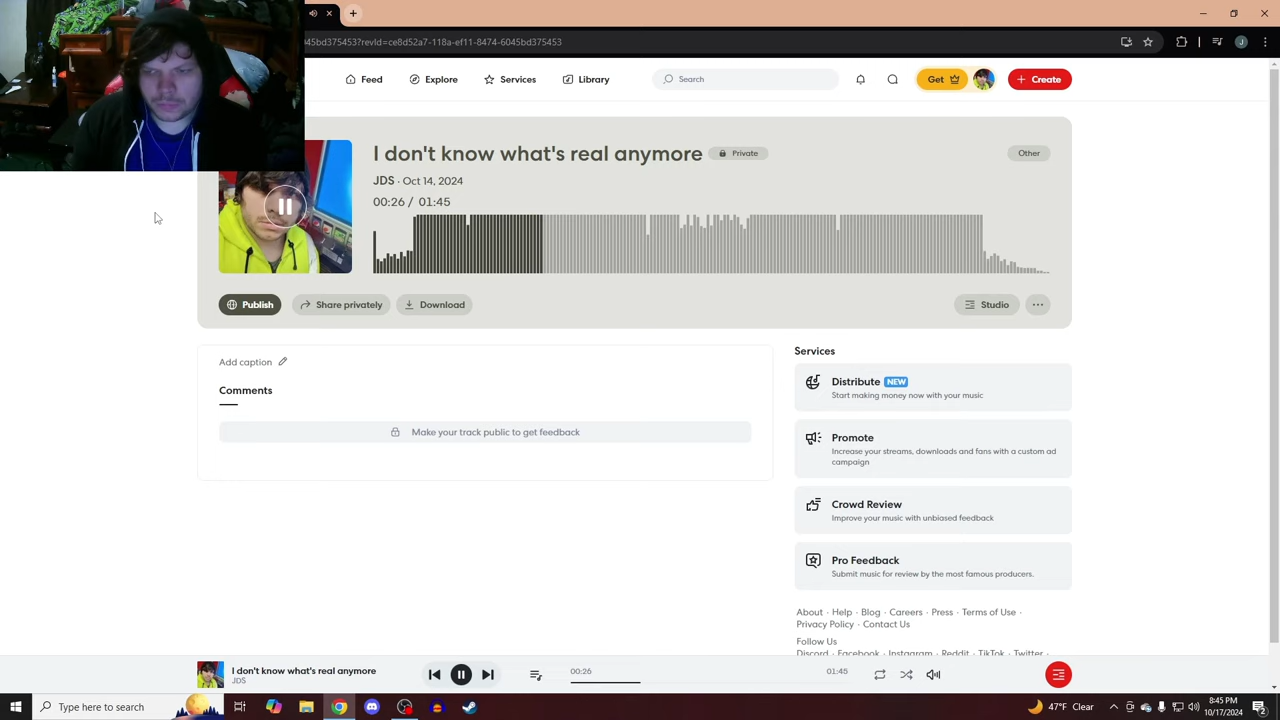 045bd375453?revId=ce8d52a7-118a-ef11-8474-6045bd375453
J
Feed
Explore
Services
Library
Search
Get
Create
I don't know what's real anymore
Private
Other
JDS · Oct 14, 2024
00:26 / 01:45
Publish
Share privately
Download
Studio
Add caption
Comments
Make your track public to get feedback
Services
Distribute NEW
Start making money now with your music
Promote
Increase your streams, downloads and fans with a custom ad
campaign
Crowd Review
Improve your music with unbiased feedback
Pro Feedback
Submit music for review by the most famous producers.
About · Help · Blog · Careers · Press · Terms of Use ·
Privacy Policy · Contact Us
Follow Us
Discord · Facebook · Instagram · Reddit · TikTok · Twitter ·
I don't know what's real anymore
JDS
00:26
01:45
Type here to search
47°F Clear
8:45 PM
10/17/2024
2